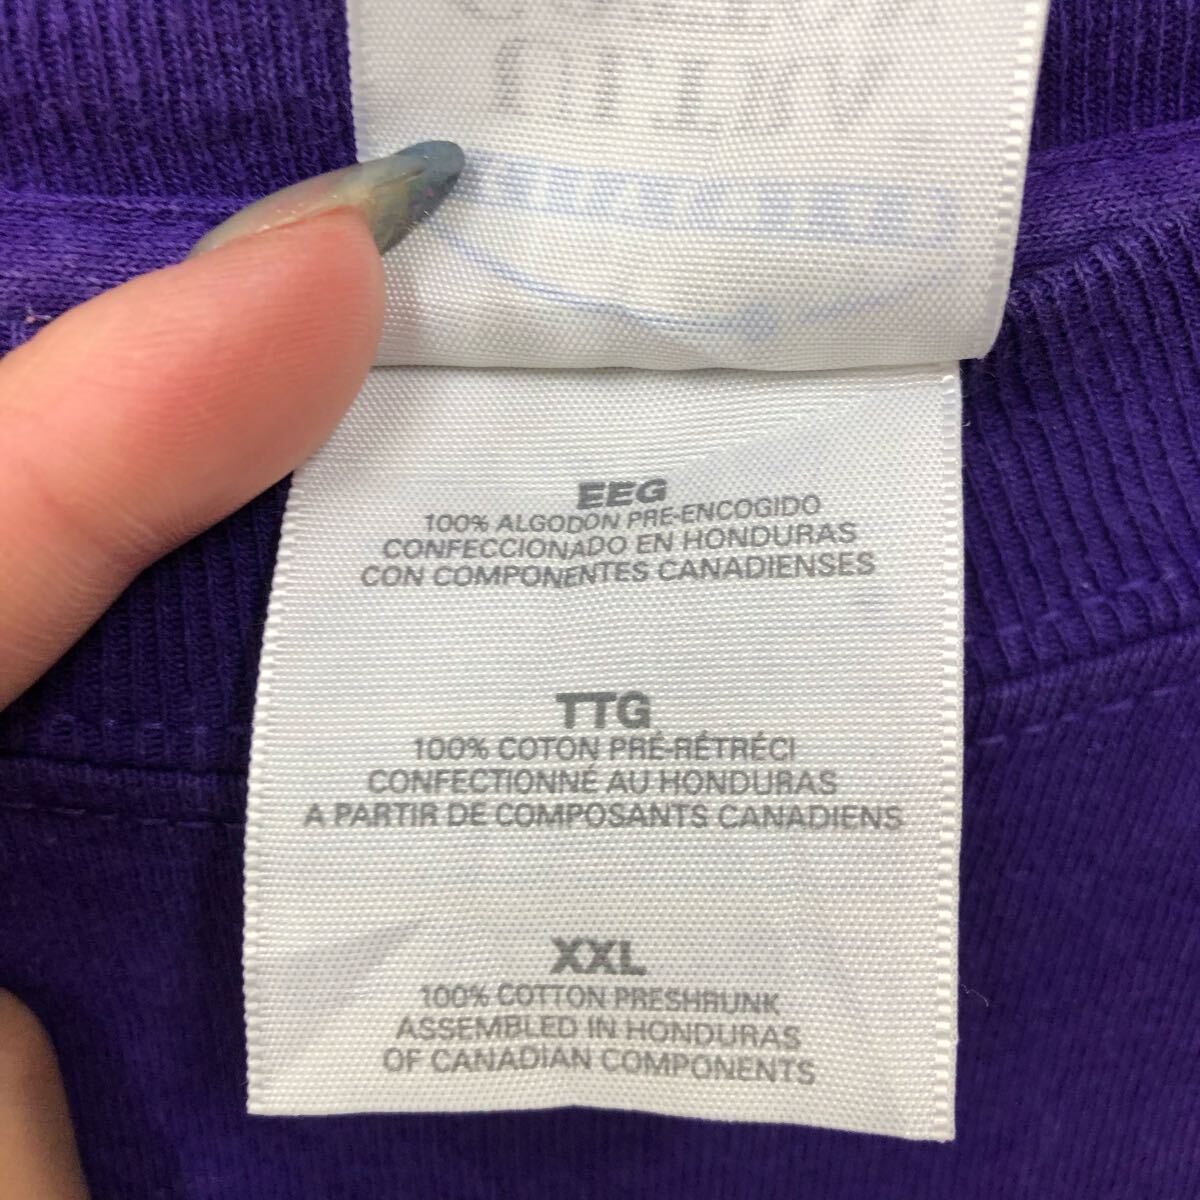 EEG
100% ALGODON PRE-ENCOGIDO
CONFECCIONADO EN HONDURAS
CON COMPONENTES CANADIENSES
TTG
100% COTON PRÉ-RÉTRÉCI
CONFECTIONNÉ AU HONDURAS
A PARTIR DE COMPOSANTS CANADIENS
XXL
100% COTTON PRESHRUNK
ASSEMBLED IN HONDURAS
OF CANADIAN COMPONENTS